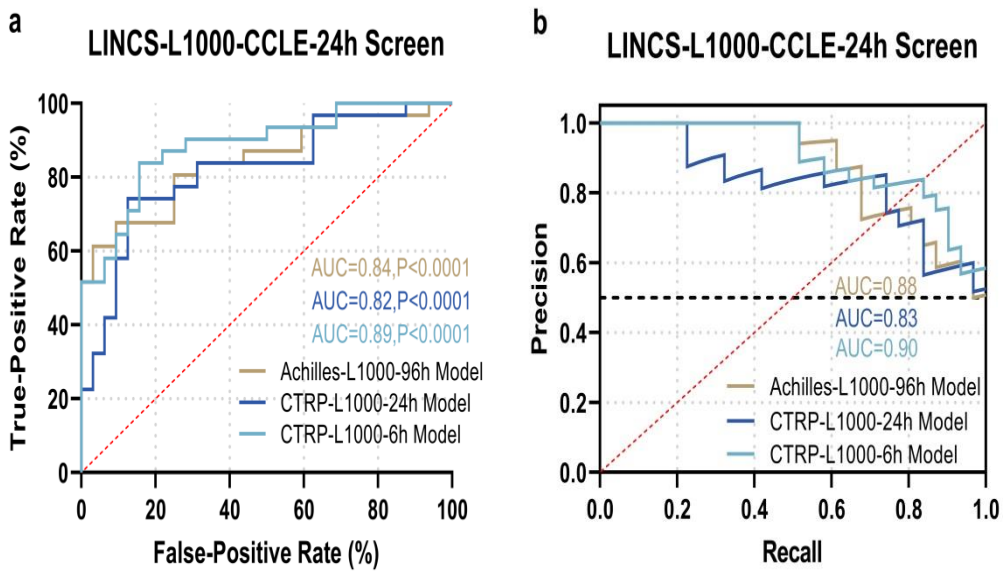 a
LINCS-L1000-CCLE-24h Screen
True-Positive Rate (%)
100
80
60
40
20
0
AUC=0.84,P<0.0001
AUC=0.82,P<0.0001
AUC=0.89,P<0.0001
Achilles-L1000-96h Model
CTRP-L1000-24h Model
CTRP-L1000-6h Model
0 20 40 60 80 100
False-Positive Rate (%)
b
LINCS-L1000-CCLE-24h Screen
Precision
1.0
0.8
0.6
0.4
0.2
0.0
AUC=0.88
AUC=0.83
AUC=0.90
Achilles-L1000-96h Model
CTRP-L1000-24h Model
CTRP-L1000-6h Model
0.0 0.2 0.4 0.6 0.8 1.0
Recall